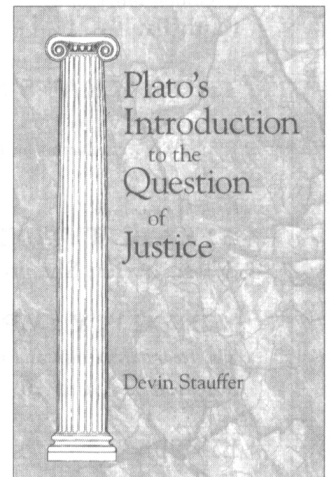 Plato's
Introduction
to the
Question
of
Justice
Devin Stauffer